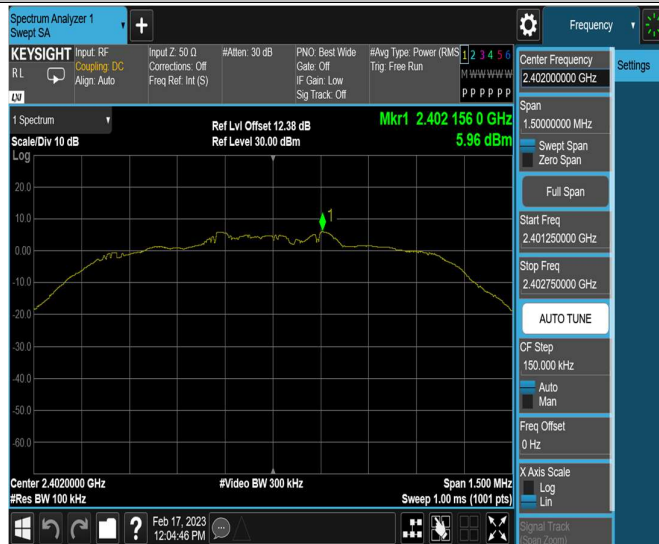 Spectrum Analyzer 1
Swept SA
+
Frequency
KEYSIGHT
RL
LXI
Input: RF
Coupling: DC
Align: Auto
Input Z: 50 Ω
Corrections: Off
Freq Ref: Int (S)
#Atten: 30 dB
PNO: Best Wide
Gate: Off
IF Gain: Low
Sig Track: Off
#Avg Type: Power (RMS
Trig: Free Run
1 2 3 4 5 6
M W W W W W
P P P P P P
1 Spectrum
Scale/Div 10 dB
Ref Lvl Offset 12.38 dB
Ref Level 30.00 dBm
Mkr1 2.402 156 0 GHz
5.96 dBm
Log
20.0
10.0
0.00
-10.0
-20.0
-30.0
-40.0
-50.0
-60.0
1
Center 2.4020000 GHz
#Res BW 100 kHz
#Video BW 300 kHz
Span 1.500 MHz
Sweep 1.00 ms (1001 pts)
?
Feb 17, 2023
12:04:46 PM
Center Frequency
2.402000000 GHz
Settings
Span
1.50000000 MHz
Swept Span
Zero Span
Full Span
Start Freq
2.401250000 GHz
Stop Freq
2.402750000 GHz
AUTO TUNE
CF Step
150.000 kHz
Auto
Man
Freq Offset
0 Hz
X Axis Scale
Log
Lin
Signal Track
(Span Zoom)